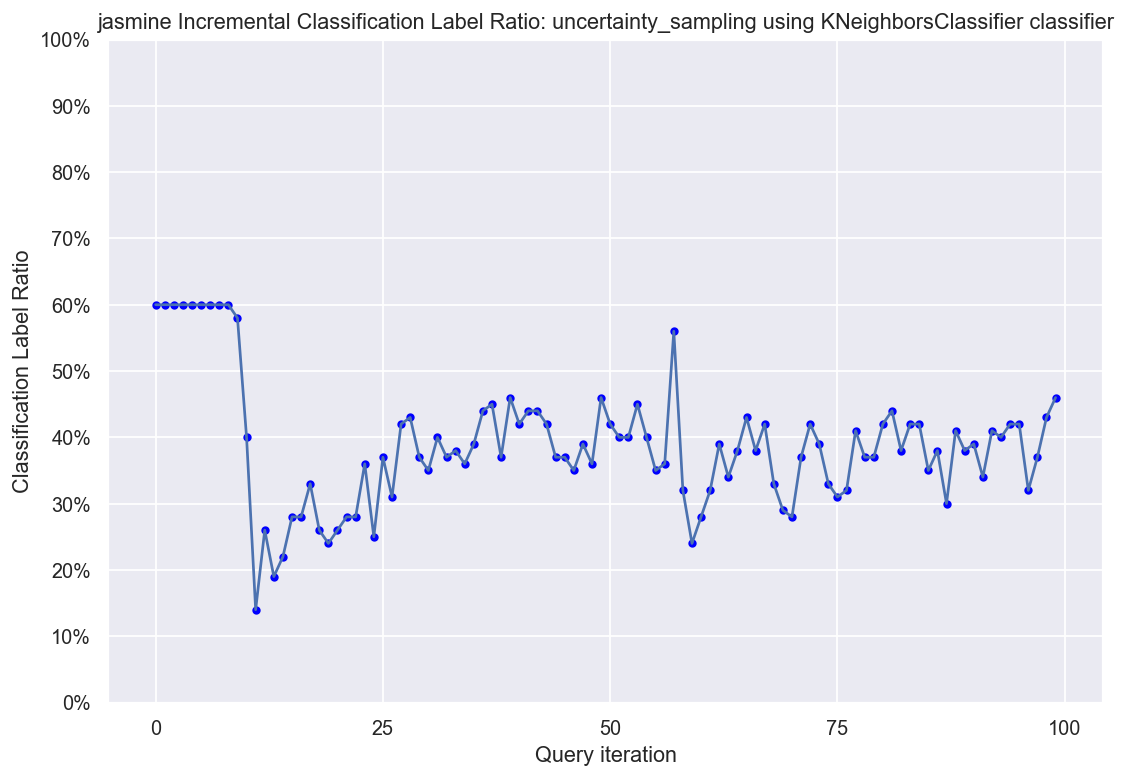 jasmine Incremental Classification Label Ratio: uncertainty_sampling using KNeighborsClassifier classifier
100%
90%
80%
70%
60%
50%
40%
30%
20%
10%
0%
Classification Label Ratio
0 25 50 75 100
Query iteration